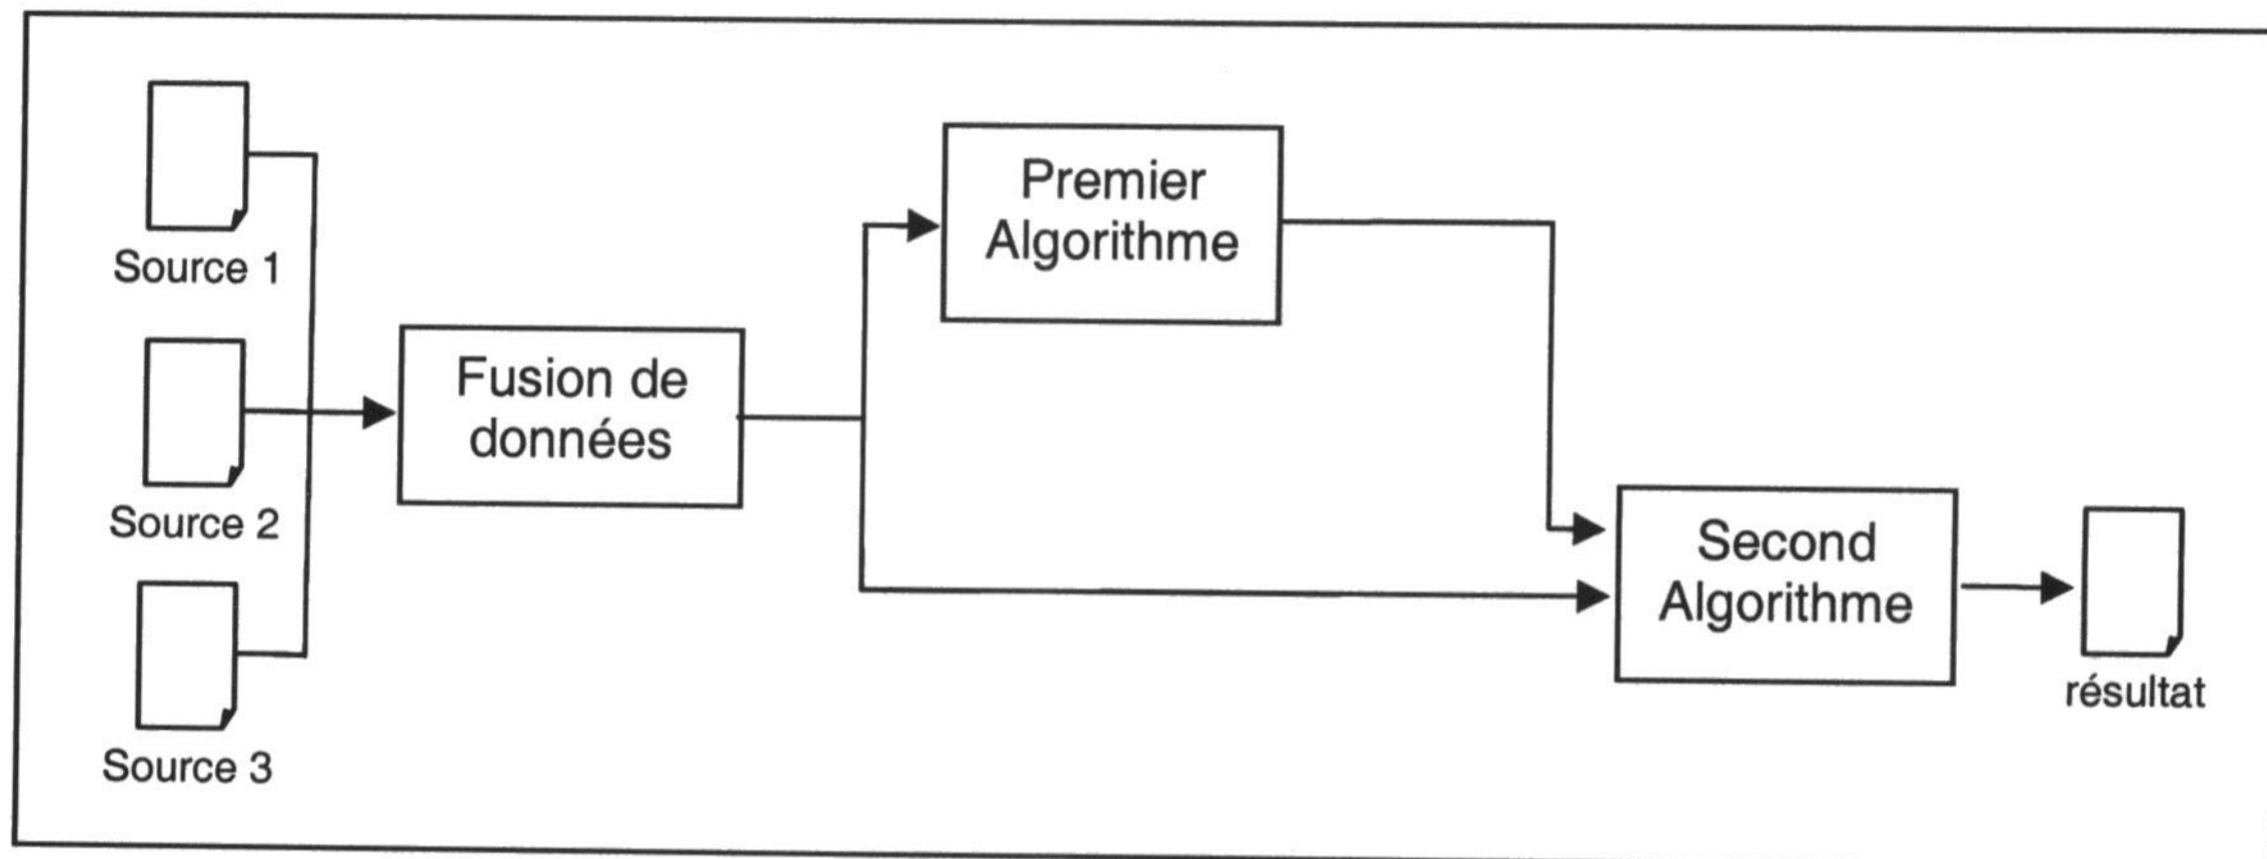 Source 1
Source 2
Source 3
Fusion de
données
Premier
Algorithme
Second
Algorithme
résultat